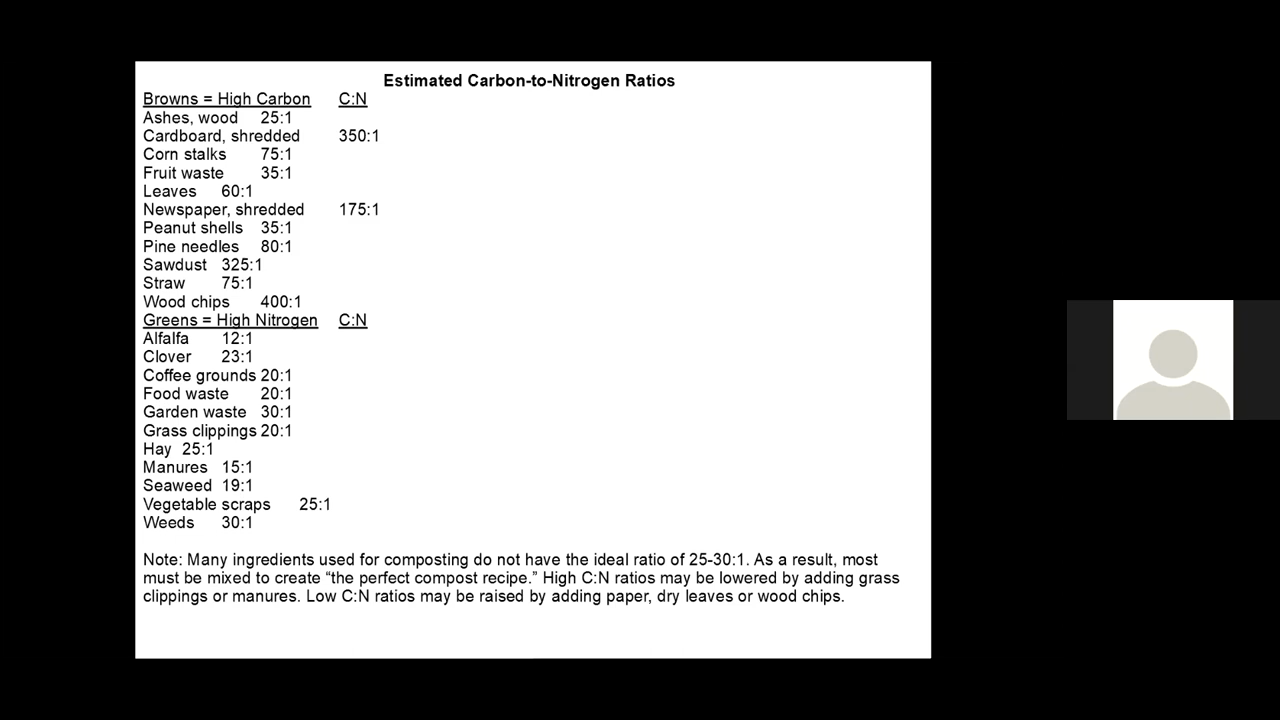 Estimated Carbon-to-Nitrogen Ratios
Browns = High Carbon C:N
Ashes, wood 25:1
Cardboard, shredded 350:1
Corn stalks 75:1
Fruit waste 35:1
Leaves 60:1
Newspaper, shredded 175:1
Peanut shells 35:1
Pine needles 80:1
Sawdust 325:1
Straw 75:1
Wood chips 400:1
Greens = High Nitrogen C:N
Alfalfa 12:1
Clover 23:1
Coffee grounds 20:1
Food waste 20:1
Garden waste 30:1
Grass clippings 20:1
Hay 25:1
Manures 15:1
Seaweed 19:1
Vegetable scraps 25:1
Weeds 30:1
Note: Many ingredients used for composting do not have the ideal ratio of 25-30:1. As a result, most
must be mixed to create “the perfect compost recipe.” High C:N ratios may be lowered by adding grass
clippings or manures. Low C:N ratios may be raised by adding paper, dry leaves or wood chips.